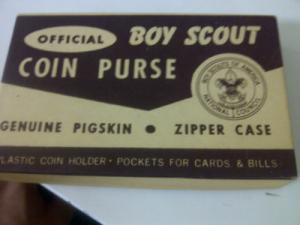 OFFICIAL BOY SCOUT
COIN PURSE
BOY SCOUTS OF AMERICA
NATIONAL COUNCIL
GENUINE PIGSKIN • ZIPPER CASE
PLASTIC COIN HOLDER • POCKETS FOR CARDS & BILLS